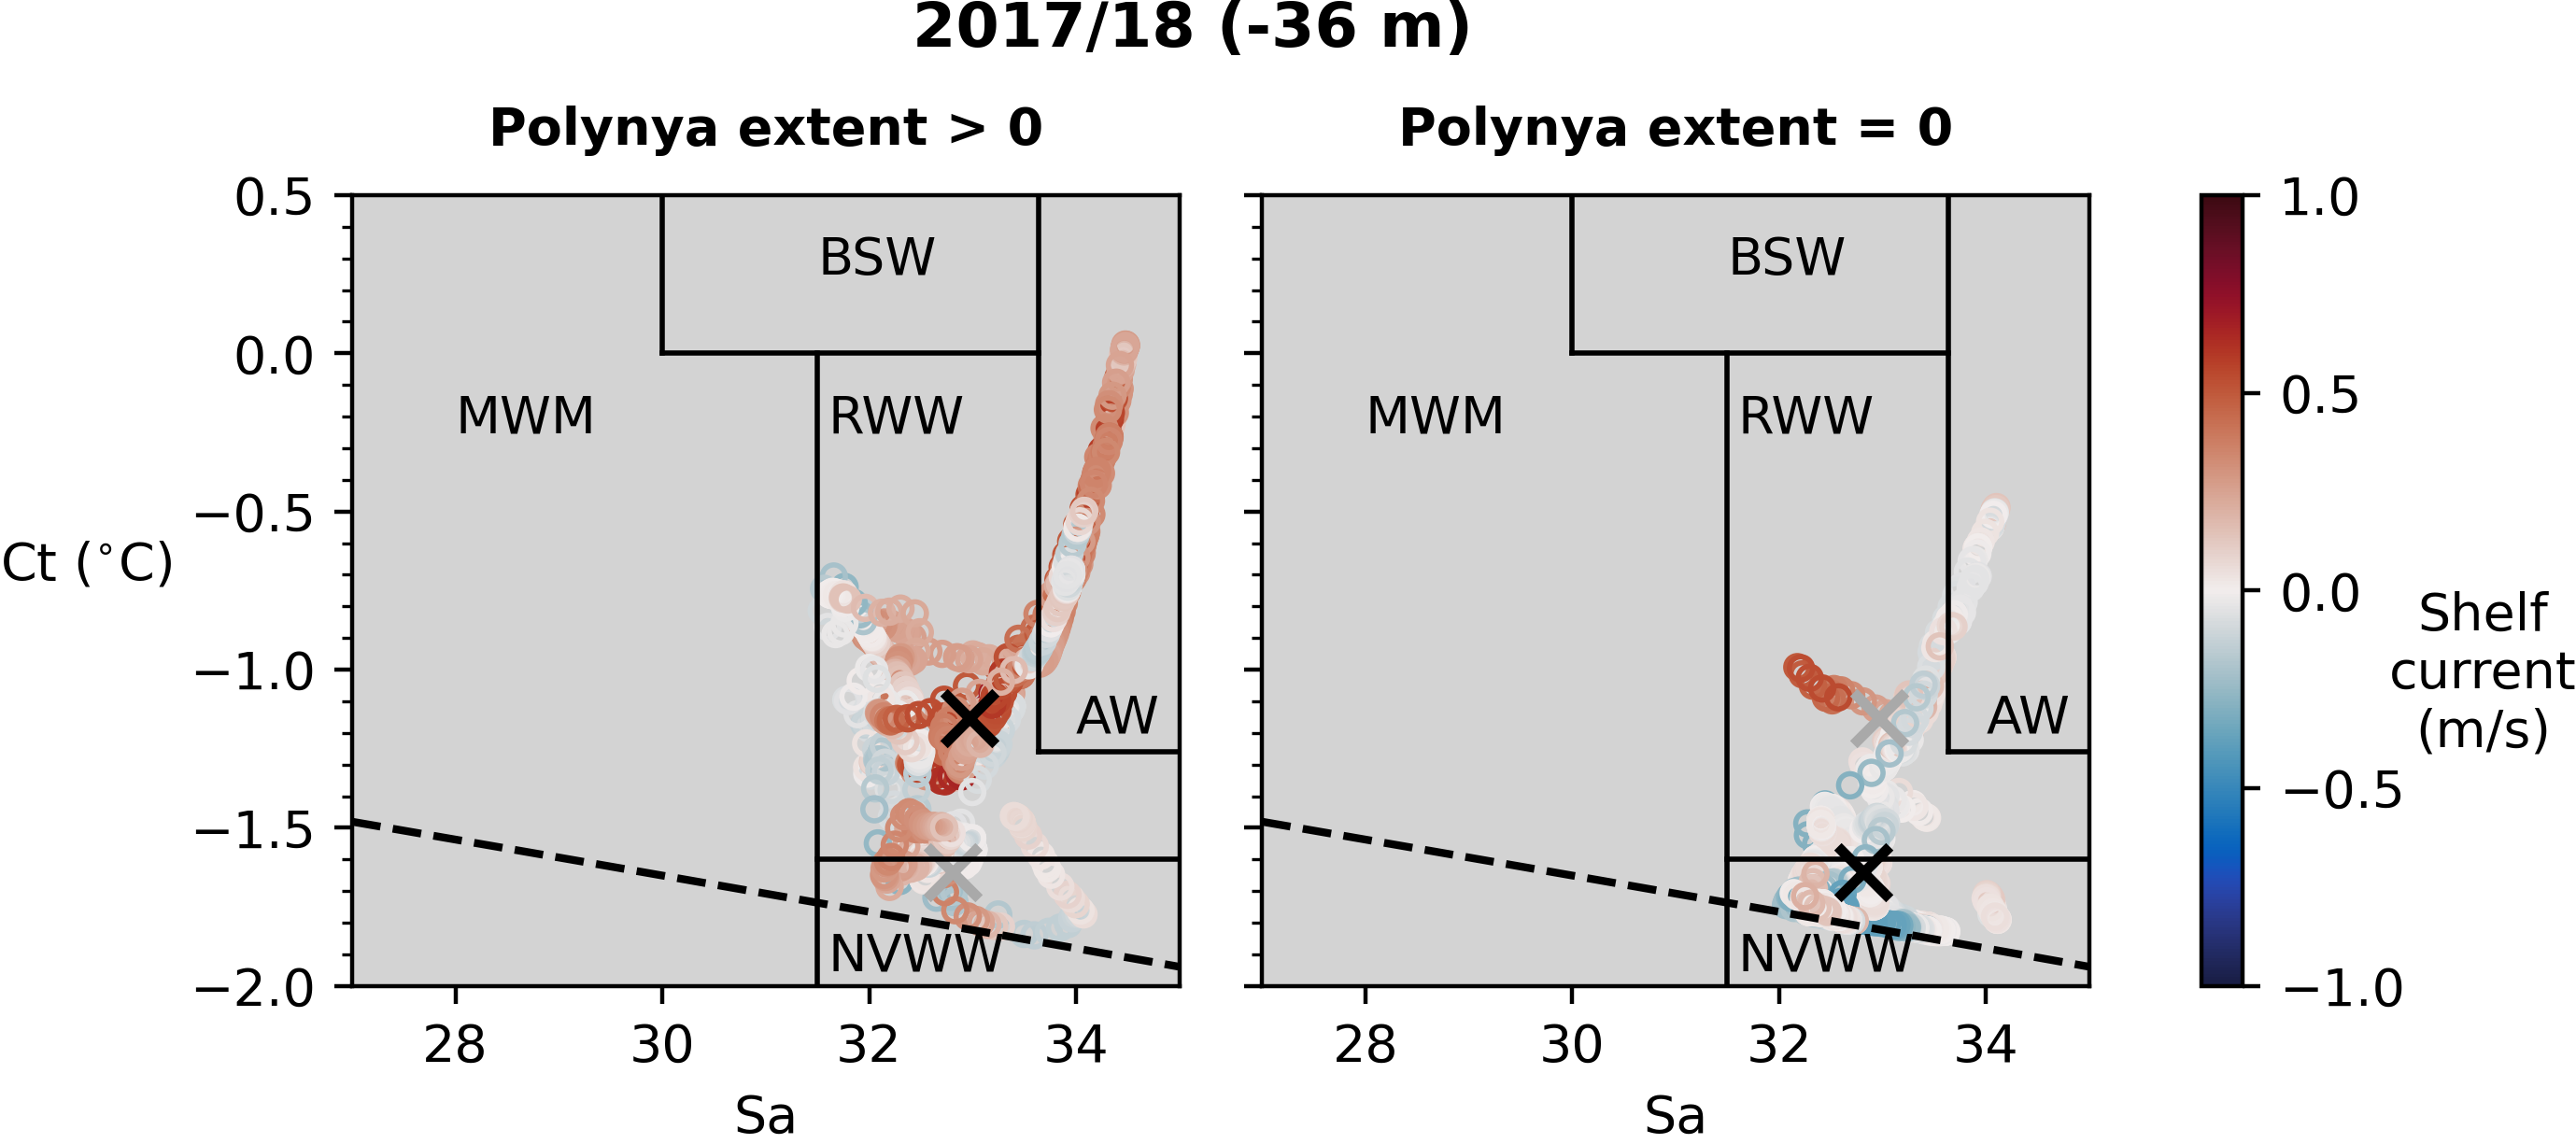 2017/18 (-36 m)
Polynya extent > 0
Polynya extent = 0
0.5
0.0
−0.5
−1.0
−1.5
−2.0
Ct (°C)
BSW
MWM
RWW
AW
NVWW
28
30
32
34
Sa
BSW
MWM
RWW
AW
NVWW
28
30
32
34
Sa
1.0
0.5
0.0
−0.5
−1.0
Shelf
current
(m/s)